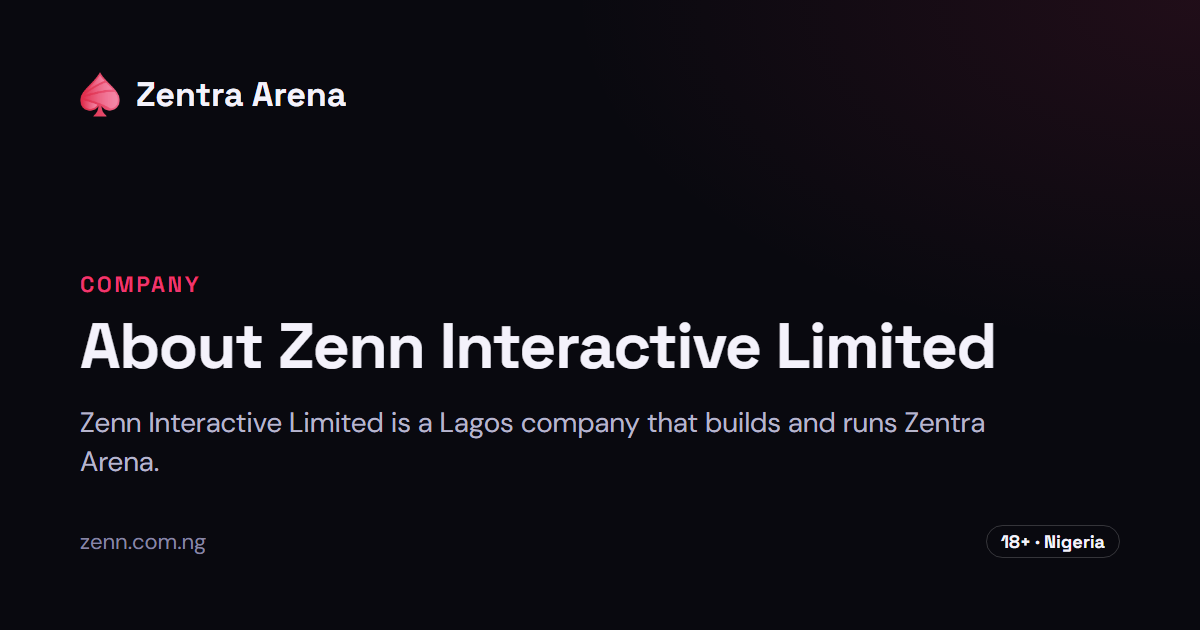 Zentra Arena
COMPANY
About Zenn Interactive Limited
Zenn Interactive Limited is a Lagos company that builds and runs Zentra
Arena.
zenn.com.ng
18+ · Nigeria